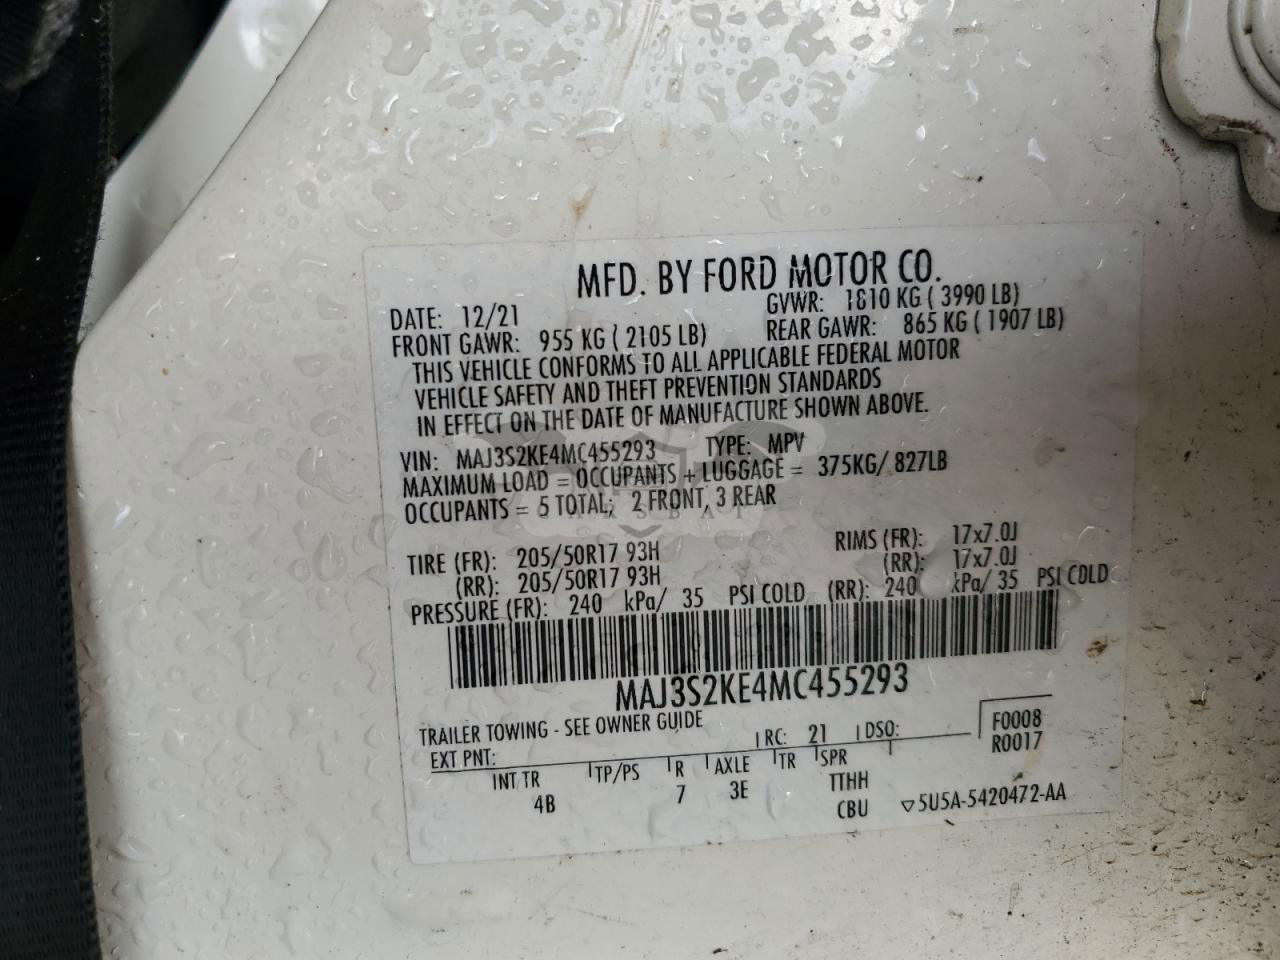 MFD. BY FORD MOTOR CO.
DATE: 12/21 GVWR: 1810 KG ( 3990 LB)
FRONT GAWR: 955 KG ( 2105 LB) REAR GAWR: 865 KG ( 1907 LB)
THIS VEHICLE CONFORMS TO ALL APPLICABLE FEDERAL MOTOR
VEHICLE SAFETY AND THEFT PREVENTION STANDARDS
IN EFFECT ON THE DATE OF MANUFACTURE SHOWN ABOVE.
VIN: MAJ3S2KE4MC455293 TYPE: MPV
MAXIMUM LOAD = OCCUPANTS + LUGGAGE = 375KG/ 827LB
OCCUPANTS = 5 TOTAL; 2 FRONT, 3 REAR
TIRE (FR): 205/50R17 93H RIMS (FR): 17x7.0J
(RR): 205/50R17 93H (RR): 17x7.0J
PRESSURE (FR): 240 kPa/ 35 PSI COLD (RR): 240 kPa/ 35 PSI COLD
MAJ3S2KE4MC455293
TRAILER TOWING - SEE OWNER GUIDE
EXT PNT: RC: 21 DSO: F0008
R0017
INT TR TP/PS R AXLE TR SPR
4B 7 3E TTHH
CBU ▽5U5A-5420472-AA